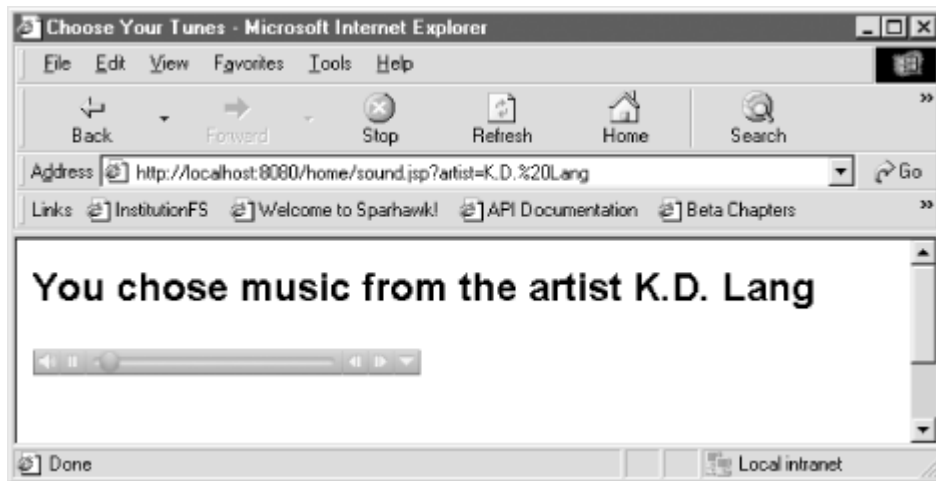 Choose Your Tunes - Microsoft Internet Explorer
File Edit View Favorites Tools Help
Back Forward Stop Refresh Home Search »
Address http://localhost:8080/home/sound.jsp?artist=K.D.%20Lang Go
Links InstitutionFS Welcome to Sparhawk! API Documentation Beta Chapters »
You chose music from the artist K.D. Lang
Done Local intranet